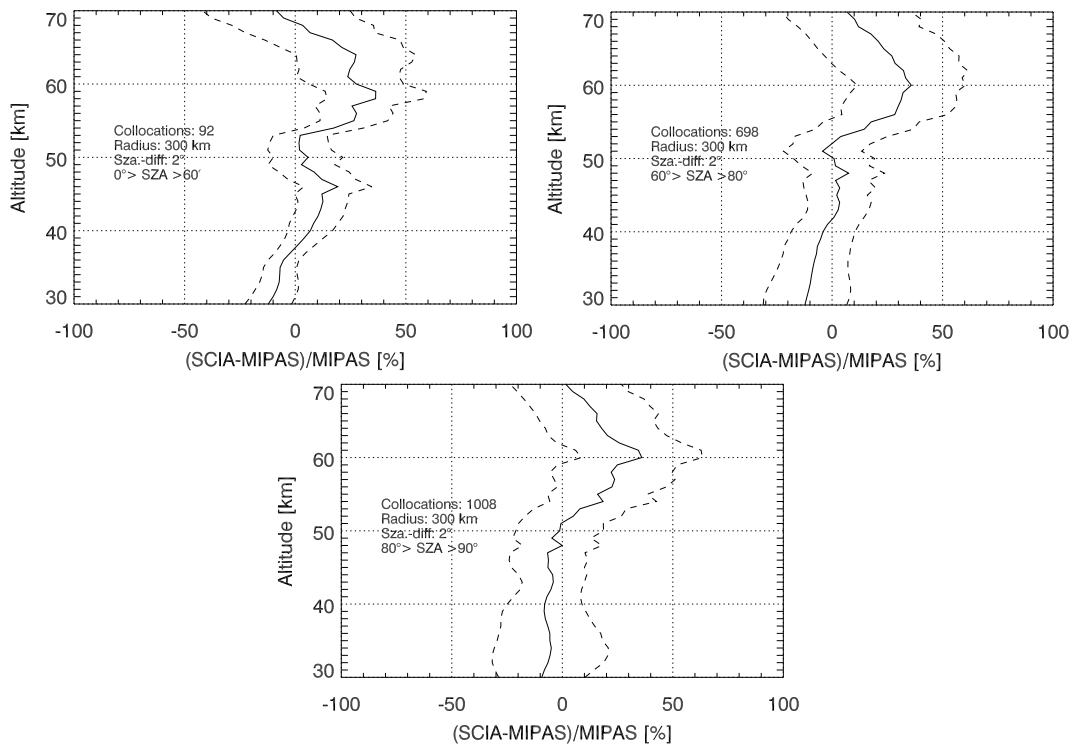 70
60
50
40
30
Altitude [km]
Collocations: 92
Radius: 300 km
Sza.-diff: 2°
0°> SZA >60°
-100 -50 0 50 100
(SCIA-MIPAS)/MIPAS [%]
70
60
50
40
30
Altitude [km]
Collocations: 698
Radius: 300 km
Sza.-diff: 2°
60°> SZA >80°
-100 -50 0 50 100
(SCIA-MIPAS)/MIPAS [%]
70
60
50
40
30
Altitude [km]
Collocations: 1008
Radius: 300 km
Sza.-diff: 2°
80°> SZA >90°
-100 -50 0 50 100
(SCIA-MIPAS)/MIPAS [%]